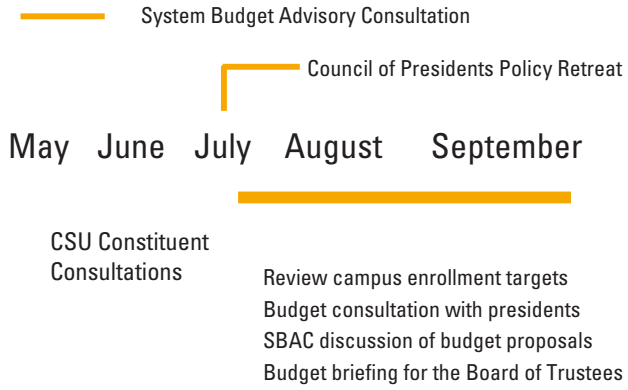 System Budget Advisory Consultation
Council of Presidents Policy Retreat
May June July August September
CSU Constituent
Consultations
Review campus enrollment targets
Budget consultation with presidents
SBAC discussion of budget proposals
Budget briefing for the Board of Trustees